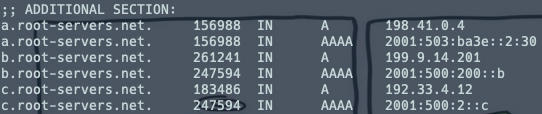 ;; ADDITIONAL SECTION:
a.root-servers.net. 156988 IN A 198.41.0.4
a.root-servers.net. 156988 IN AAAA 2001:503:ba3e::2:30
b.root-servers.net. 261241 IN A 199.9.14.201
b.root-servers.net. 247594 IN AAAA 2001:500:200::b
c.root-servers.net. 183486 IN A 192.33.4.12
c.root-servers.net. 247594 IN AAAA 2001:500:2::c